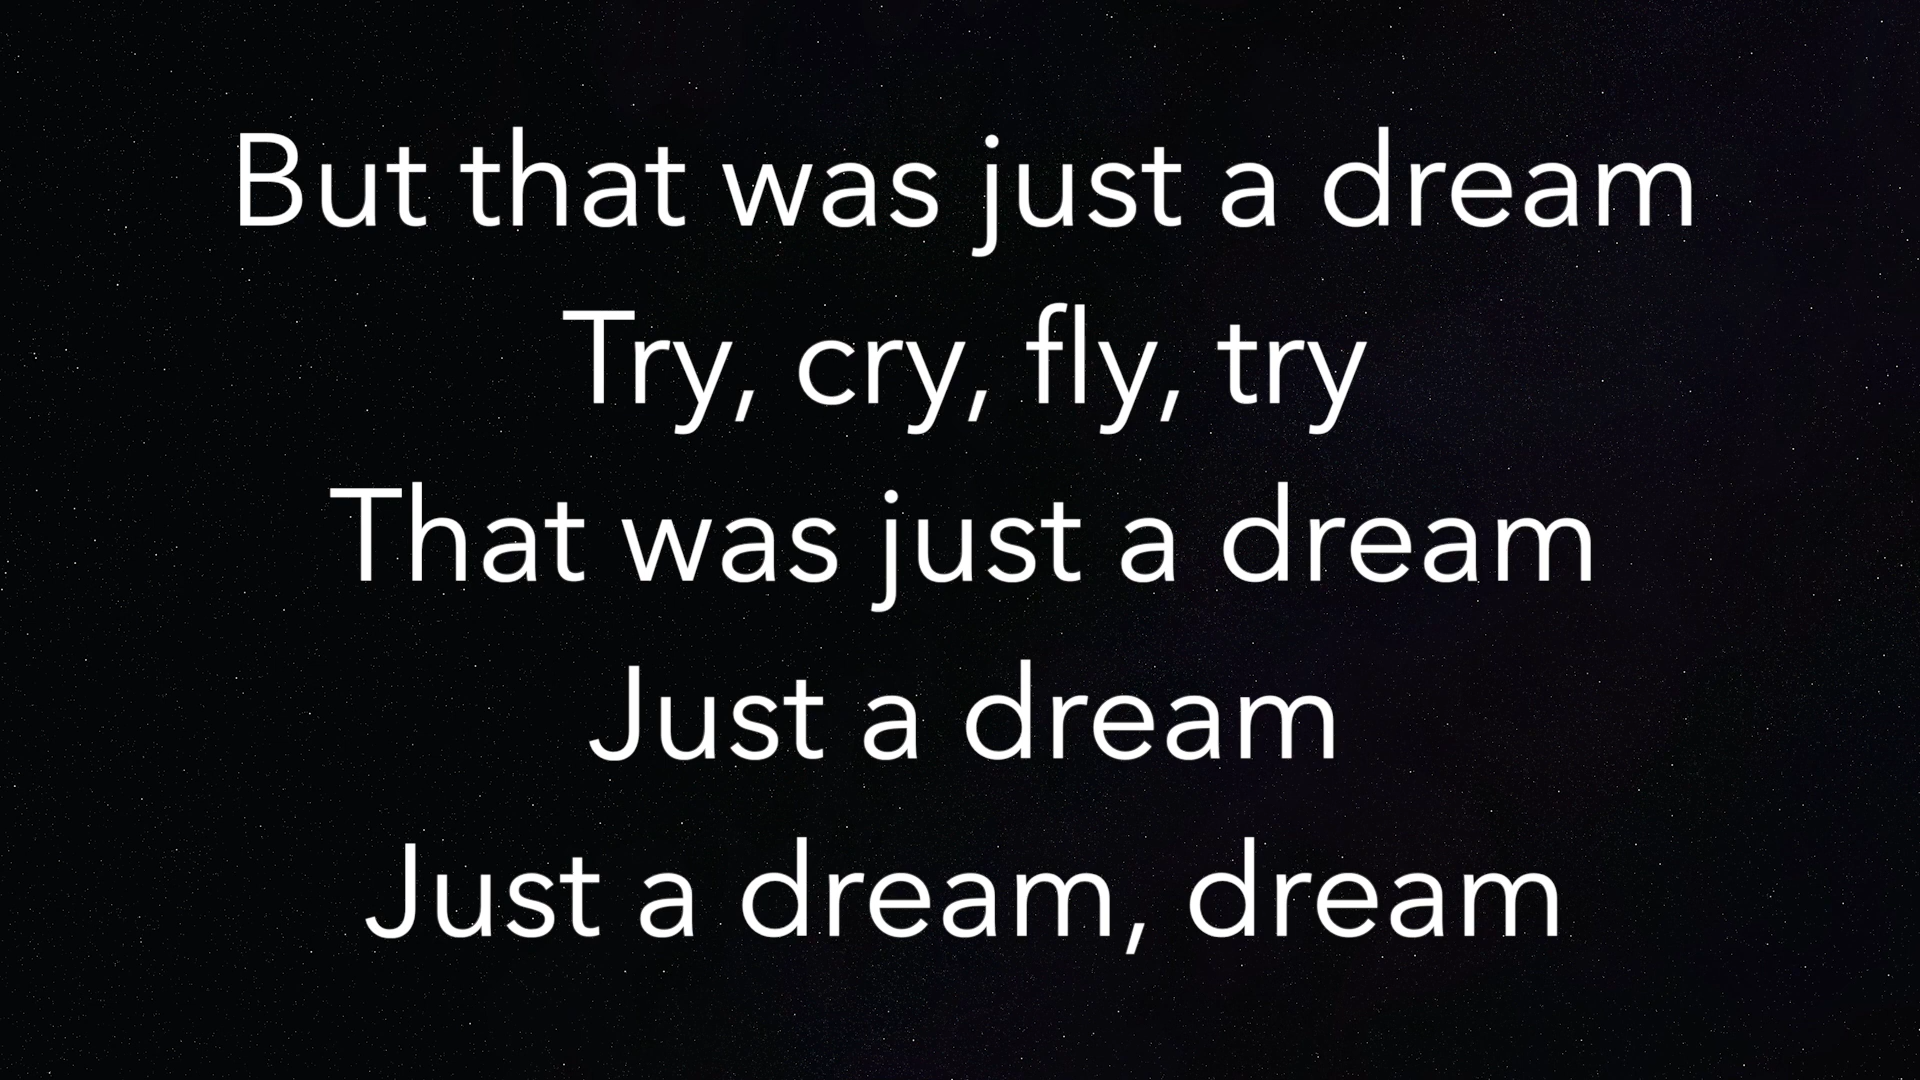 But that was just a dream
Try, cry, fly, try
That was just a dream
Just a dream
Just a dream, dream